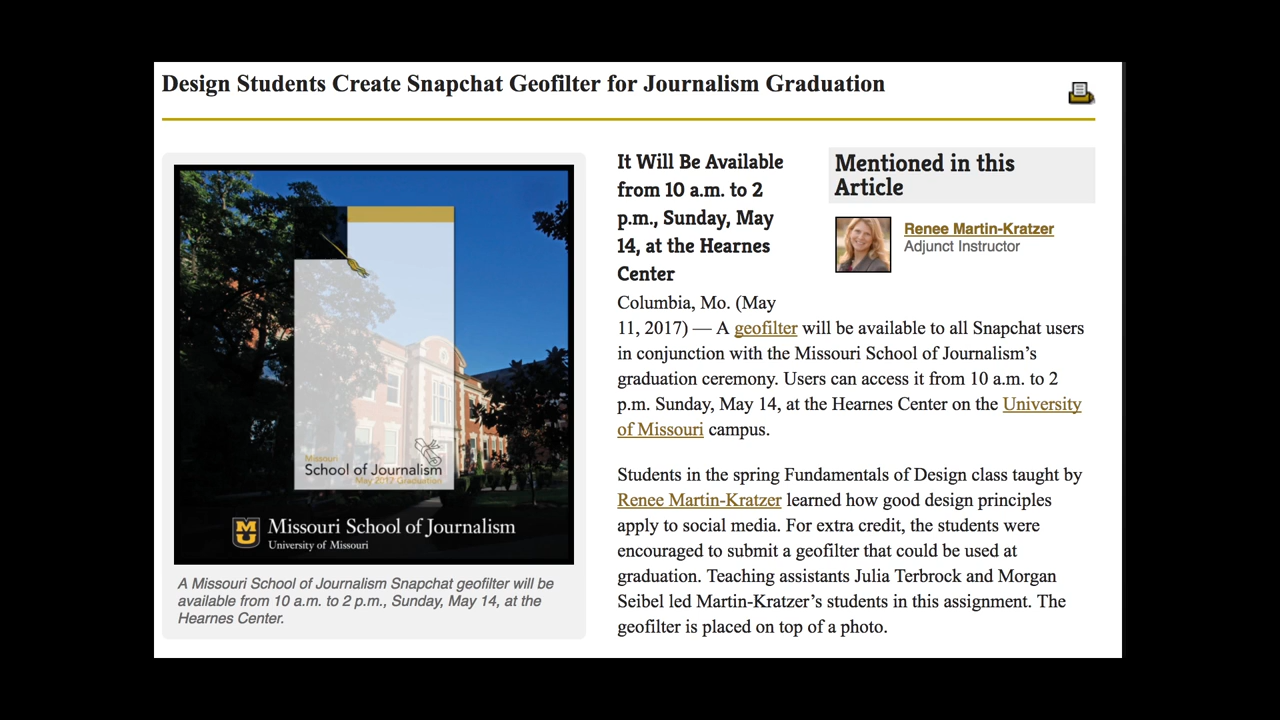 Design Students Create Snapchat Geofilter for Journalism Graduation
Missouri
School of Journalism
May 2017 Graduation
MU
Missouri School of Journalism
University of Missouri
A Missouri School of Journalism Snapchat geofilter will be
available from 10 a.m. to 2 p.m., Sunday, May 14, at the
Hearnes Center.
It Will Be Available
from 10 a.m. to 2
p.m., Sunday, May
14, at the Hearnes
Center
Mentioned in this
Article
Renee Martin-Kratzer
Adjunct Instructor
Columbia, Mo. (May
11, 2017) — A geofilter will be available to all Snapchat users
in conjunction with the Missouri School of Journalism’s
graduation ceremony. Users can access it from 10 a.m. to 2
p.m. Sunday, May 14, at the Hearnes Center on the University
of Missouri campus.
Students in the spring Fundamentals of Design class taught by
Renee Martin-Kratzer learned how good design principles
apply to social media. For extra credit, the students were
encouraged to submit a geofilter that could be used at
graduation. Teaching assistants Julia Terbrock and Morgan
Seibel led Martin-Kratzer’s students in this assignment. The
geofilter is placed on top of a photo.